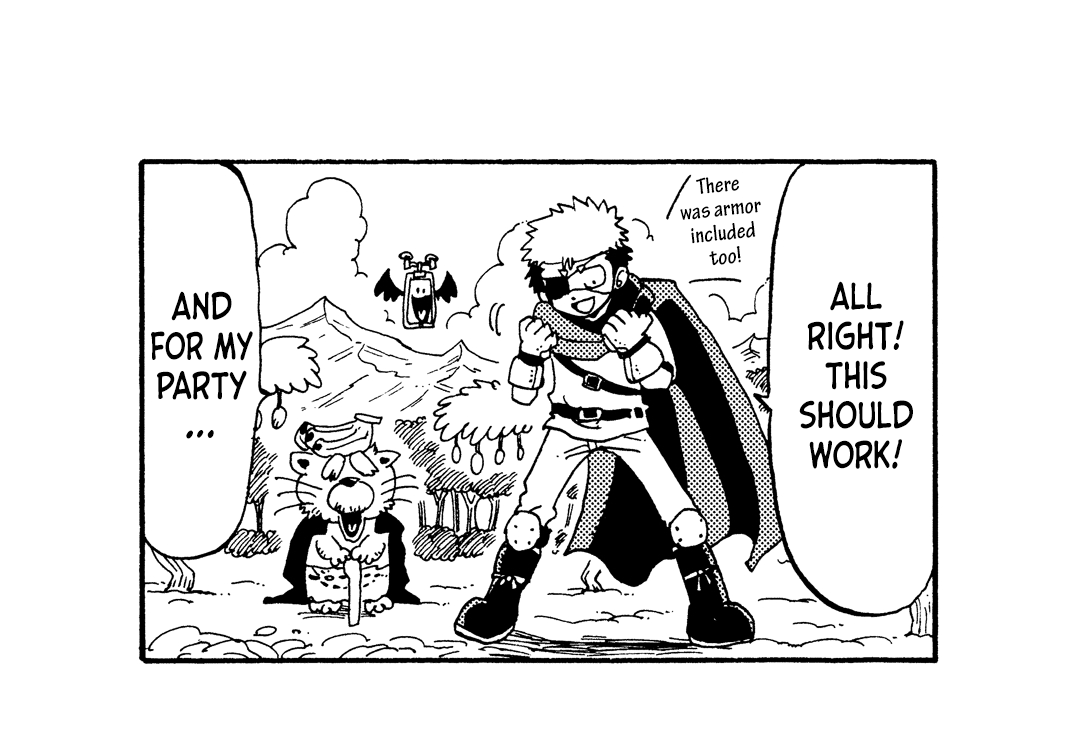 ALL
RIGHT!
THIS
SHOULD
WORK!
There
was armor
included
too!
AND
FOR MY
PARTY
...